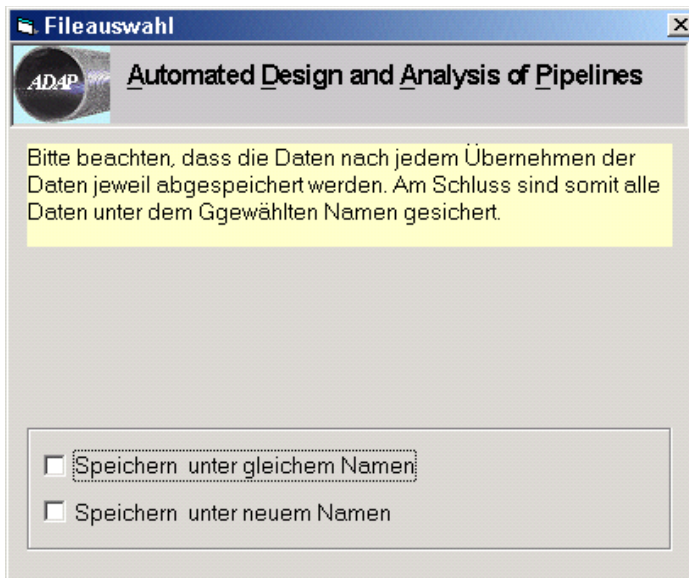 Fileauswahl
ADAP
Automated Design and Analysis of Pipelines
Bitte beachten, dass die Daten nach jedem Übernehmen der
Daten jeweil abgespeichert werden. Am Schluss sind somit alle
Daten unter dem Ggewählten Namen gesichert.
Speichern unter gleichem Namen
Speichern unter neuem Namen